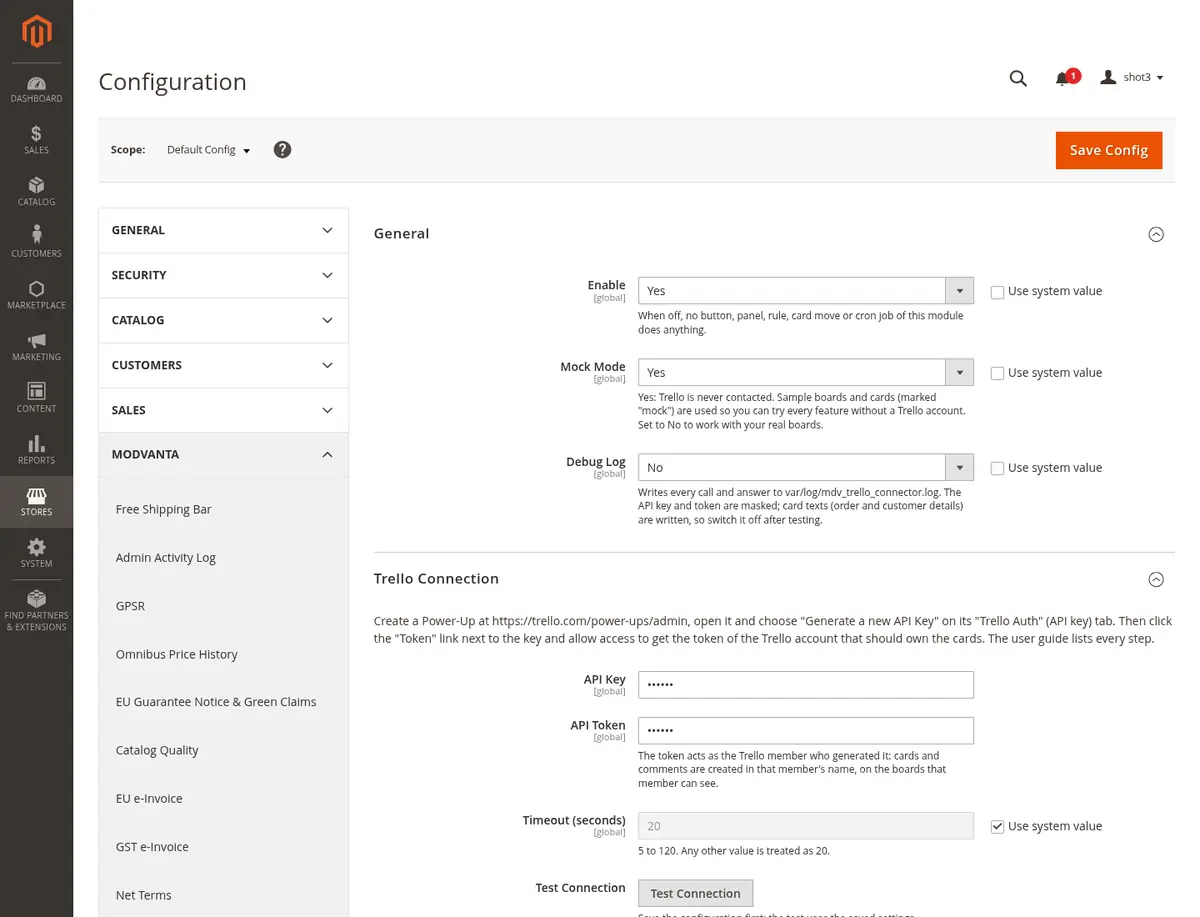 Configuration
1
shot3
DASHBOARD
SALES
CATALOG
CUSTOMERS
MARKETPLACE
MARKETING
CONTENT
REPORTS
STORES
SYSTEM
FIND PARTNERS
& EXTENSIONS
Scope:
Default Config
?
Save Config
GENERAL
SECURITY
CATALOG
CUSTOMERS
SALES
MODVANTA
Free Shipping Bar
Admin Activity Log
GPSR
Omnibus Price History
EU Guarantee Notice & Green Claims
Catalog Quality
EU e-Invoice
GST e-Invoice
Net Terms
General
Enable
[global]
Yes
Use system value
When off, no button, panel, rule, card move or cron job of this module
does anything.
Mock Mode
[global]
Yes
Use system value
Yes: Trello is never contacted. Sample boards and cards (marked
"mock") are used so you can try every feature without a Trello account.
Set to No to work with your real boards.
Debug Log
[global]
No
Use system value
Writes every call and answer to var/log/mdv_trello_connector.log. The
API key and token are masked; card texts (order and customer details)
are written, so switch it off after testing.
Trello Connection
Create a Power-Up at https://trello.com/power-ups/admin, open it and choose "Generate a new API Key" on its "Trello Auth" (API key) tab. Then click
the "Token" link next to the key and allow access to get the token of the Trello account that should own the cards. The user guide lists every step.
API Key
[global]
••••••
API Token
[global]
••••••
The token acts as the Trello member who generated it: cards and
comments are created in that member's name, on the boards that
member can see.
Timeout (seconds)
[global]
20
Use system value
5 to 120. Any other value is treated as 20.
Test Connection
Test Connection